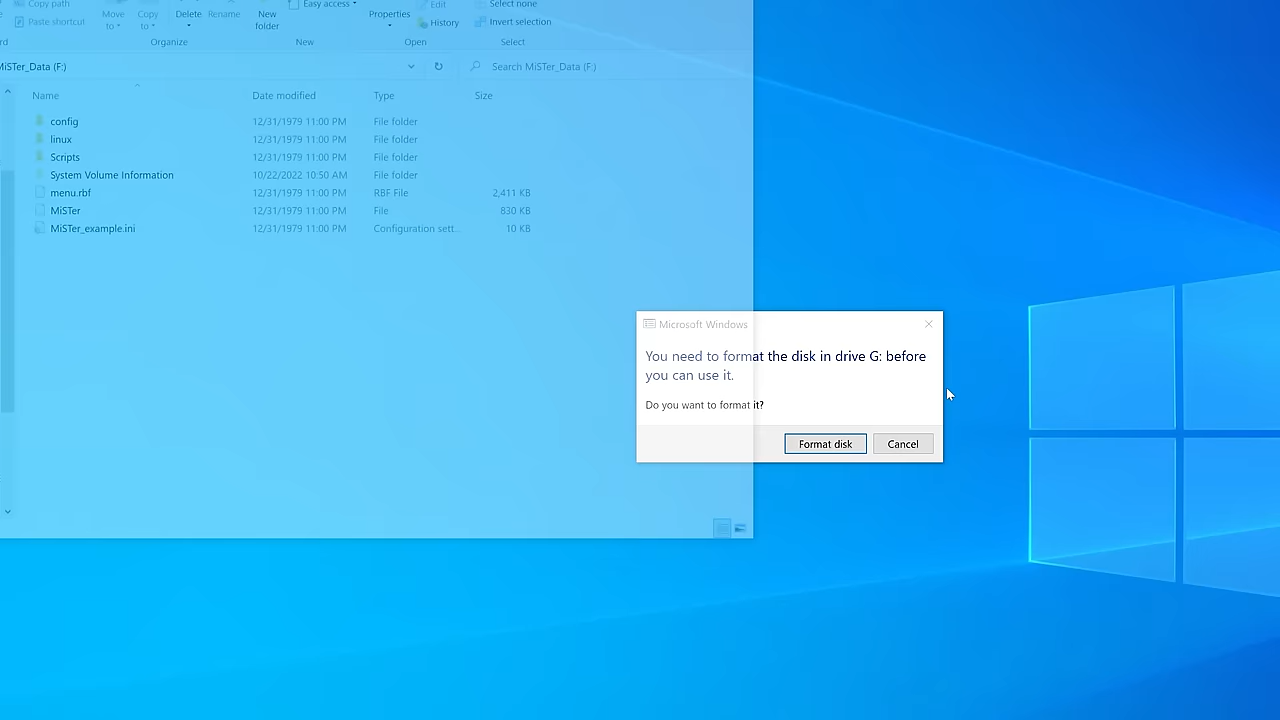 Copy path
Paste shortcut
Move to
Copy to
Delete
Rename
New folder
Easy access
Properties
Edit
History
Select none
Invert selection
Organize
New
Open
Select
MiSTer_Data (F:)
Search MiSTer_Data (F:)
Name Date modified Type Size
config 12/31/1979 11:00 PM File folder
linux 12/31/1979 11:00 PM File folder
Scripts 12/31/1979 11:00 PM File folder
System Volume Information 10/22/2022 10:50 AM File folder
menu.rbf 12/31/1979 11:00 PM RBF File 2,411 KB
MiSTer 12/31/1979 11:00 PM File 830 KB
MiSTer_example.ini 12/31/1979 11:00 PM Configuration sett... 10 KB
Microsoft Windows
You need to format the disk in drive G: before
you can use it.
Do you want to format it?
Format disk Cancel